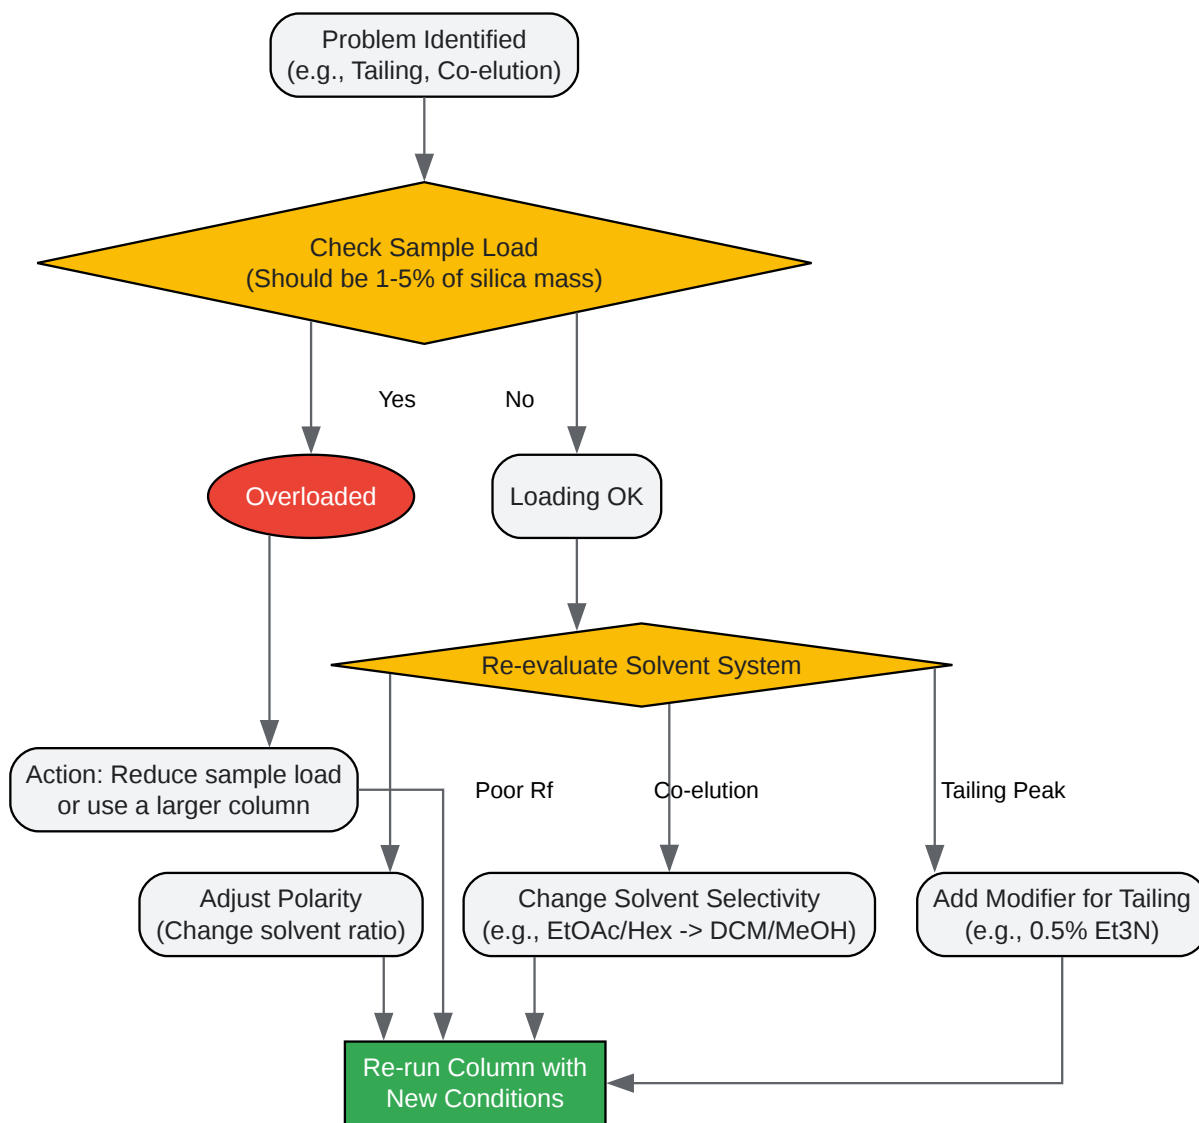 Problem Identified
(e.g., Tailing, Co-elution)
Check Sample Load
(Should be 1-5% of silica mass)
Yes
No
Overloaded
Loading OK
Re-evaluate Solvent System
Action: Reduce sample load
or use a larger column
Poor Rf
Co-elution
Tailing Peak
Adjust Polarity
(Change solvent ratio)
Change Solvent Selectivity
(e.g., EtOAc/Hex -> DCM/MeOH)
Add Modifier for Tailing
(e.g., 0.5% Et3N)
Re-run Column with
New Conditions